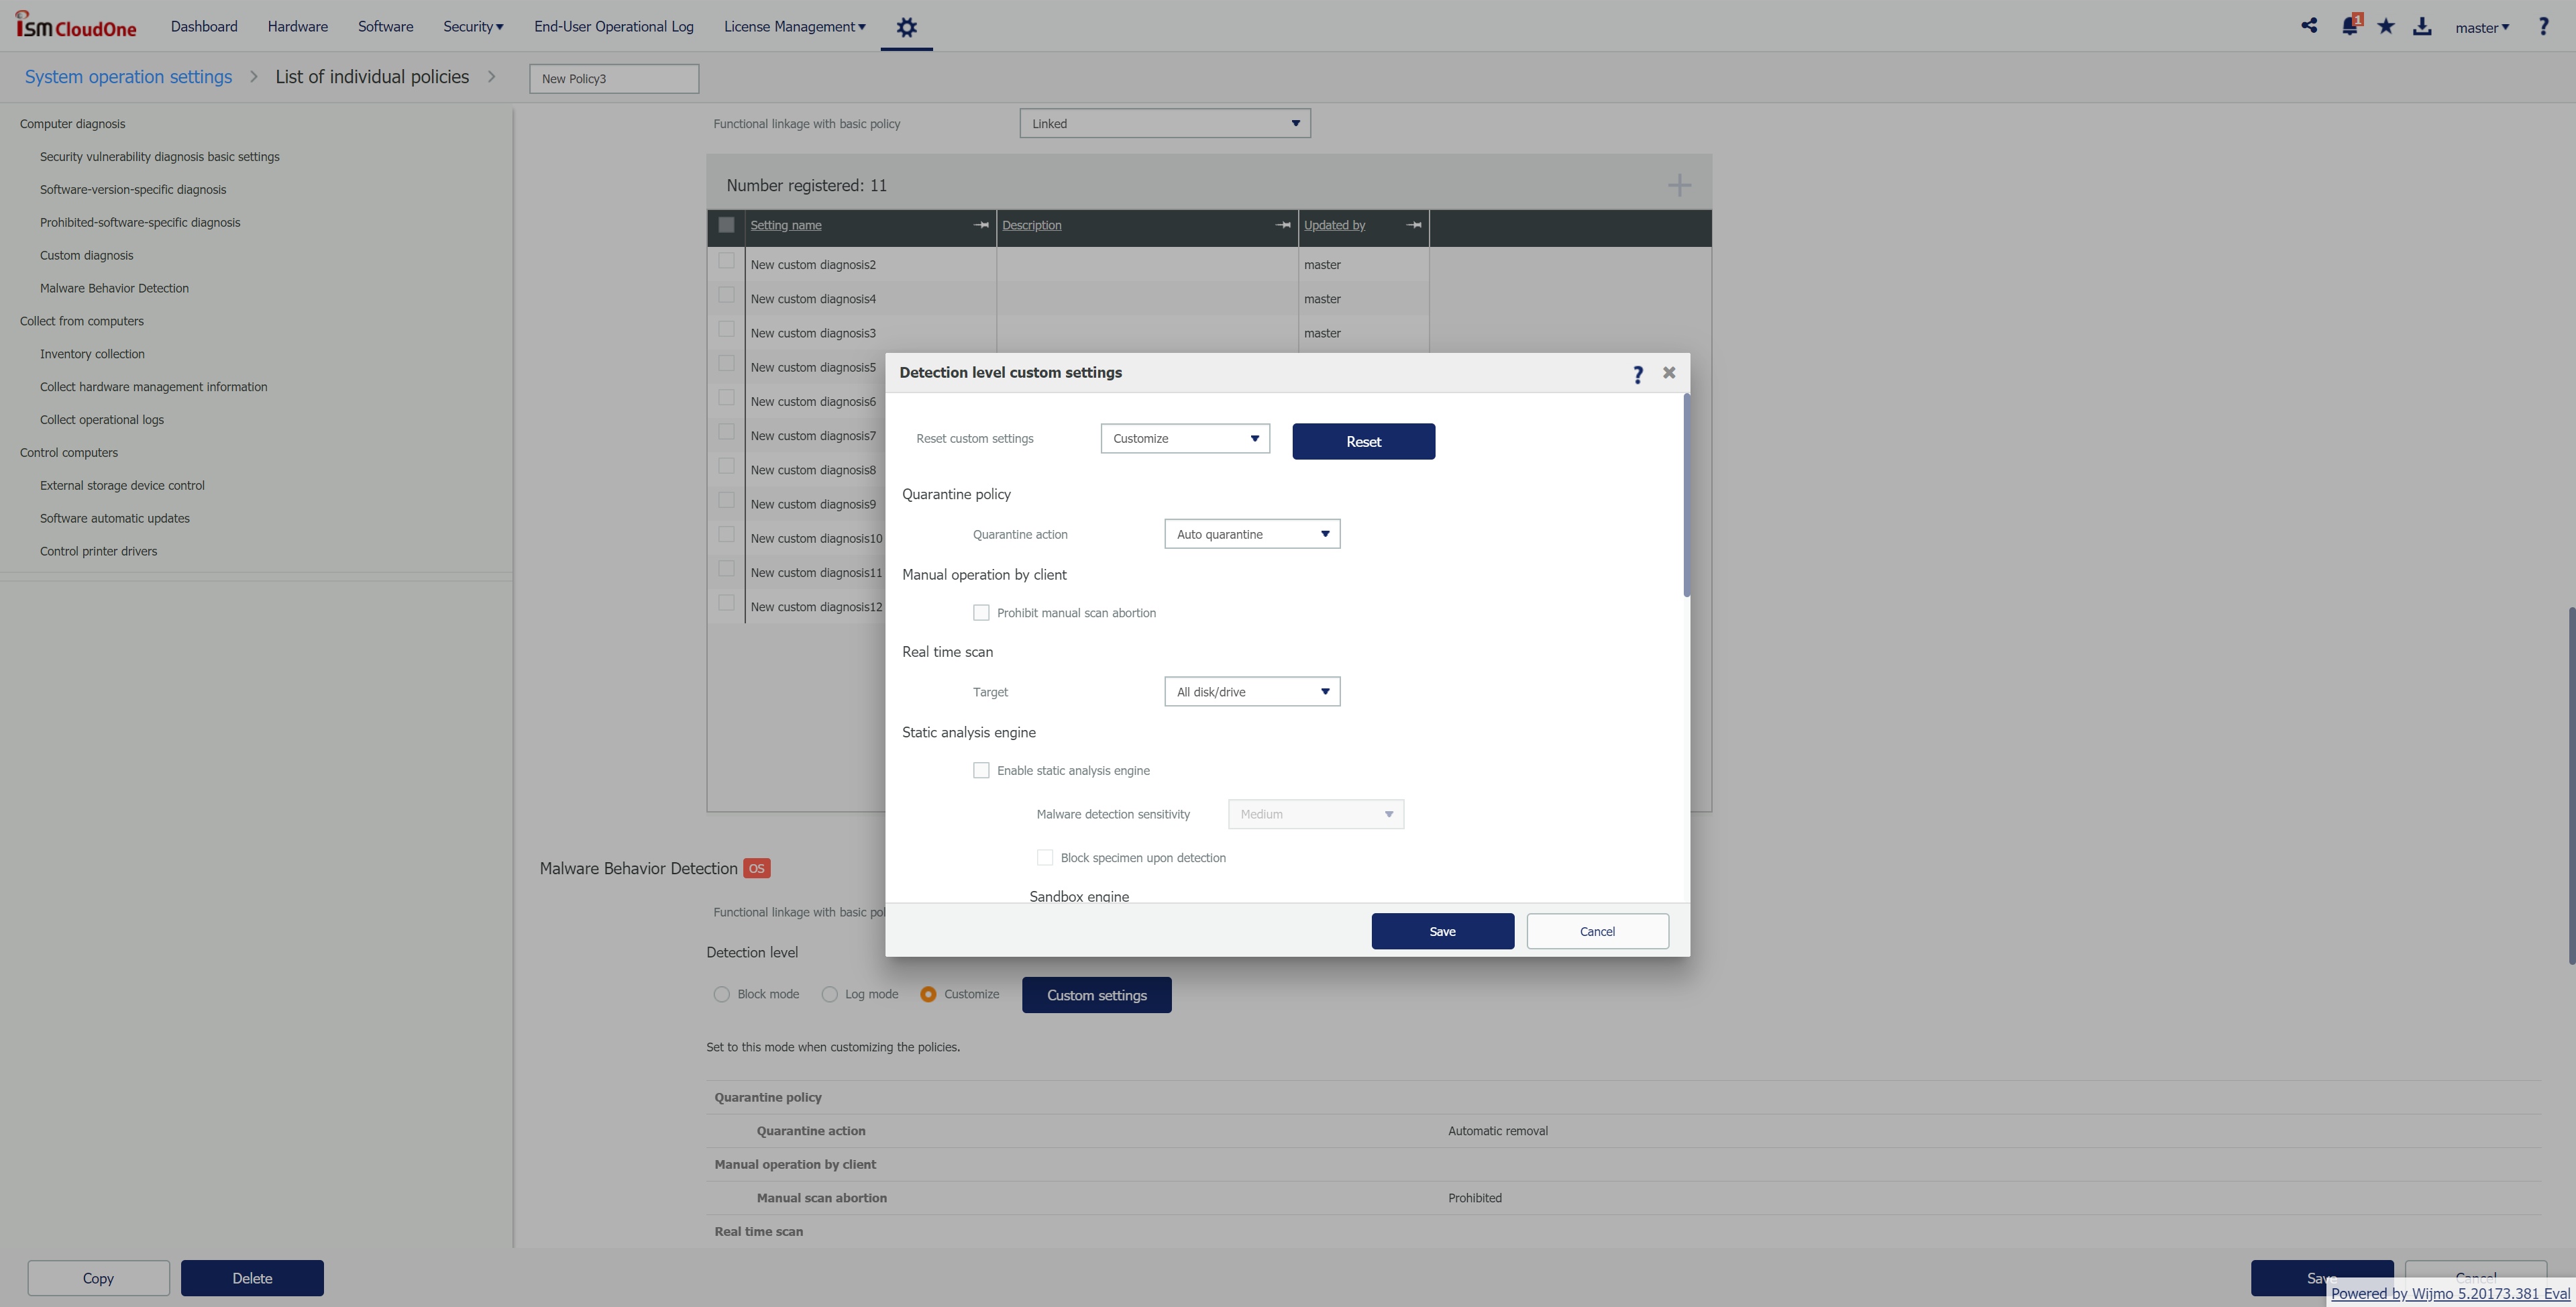 ism CloudOne
Dashboard Hardware Software Security End-User Operational Log License Management 1 master ?
System operation settings > List of individual policies > New Policy3
Computer diagnosis
Security vulnerability diagnosis basic settings
Software-version-specific diagnosis
Prohibited-software-specific diagnosis
Custom diagnosis
Malware Behavior Detection
Collect from computers
Inventory collection
Collect hardware management information
Collect operational logs
Control computers
External storage device control
Software automatic updates
Control printer drivers
Functional linkage with basic policy Linked
Number registered: 11
Setting name Description Updated by
New custom diagnosis2 master
New custom diagnosis4 master
New custom diagnosis3 master
New custom diagnosis5
New custom diagnosis6
New custom diagnosis7
New custom diagnosis8
New custom diagnosis9
New custom diagnosis10
New custom diagnosis11
New custom diagnosis12
Detection level custom settings ?
Reset custom settings Customize Reset
Quarantine policy
Quarantine action Auto quarantine
Manual operation by client
Prohibit manual scan abortion
Real time scan
Target All disk/drive
Static analysis engine
Enable static analysis engine
Malware detection sensitivity Medium
Block specimen upon detection
Sandbox engine
Save Cancel
Malware Behavior Detection OS
Functional linkage with basic pol
Detection level
Block mode Log mode Customize Custom settings
Set to this mode when customizing the policies.
Quarantine policy
Quarantine action Automatic removal
Manual operation by client
Manual scan abortion Prohibited
Real time scan
Copy Delete Save Cancel
Powered by Wijmo 5.20173.381 Eval